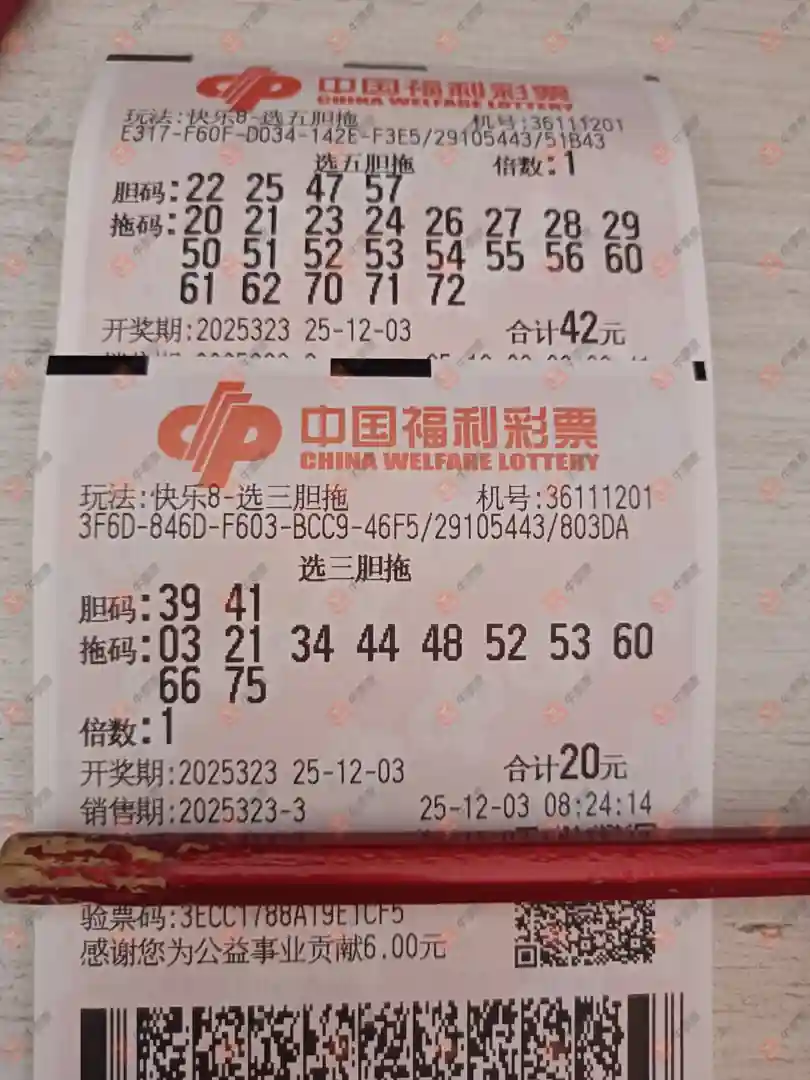 中国福利彩票
CHINA WELFARE LOTTERY
玩法:快乐8-选五胆拖 机号:36111201
E317-F60F-D034-142E-F3E5/29105443/51B43
选五胆拖 倍数:1
胆码:22 25 47 57
拖码:20 21 23 24 26 27 28 29
50 51 52 53 54 55 56 60
61 62 70 71 72
开奖期:2025323 25-12-03 合计42元
中国福利彩票
CHINA WELFARE LOTTERY
玩法:快乐8-选三胆拖 机号:36111201
3F6D-846D-F603-BCC9-46F5/29105443/803DA
选三胆拖
胆码:39 41
拖码:03 21 34 44 48 52 53 60
66 75
倍数:1
开奖期:2025323 25-12-03 合计20元
销售期:2025323-3 25-12-03 08:24:14
验票码:3ECC1788A19E1CF5
感谢您为公益事业贡献6.00元